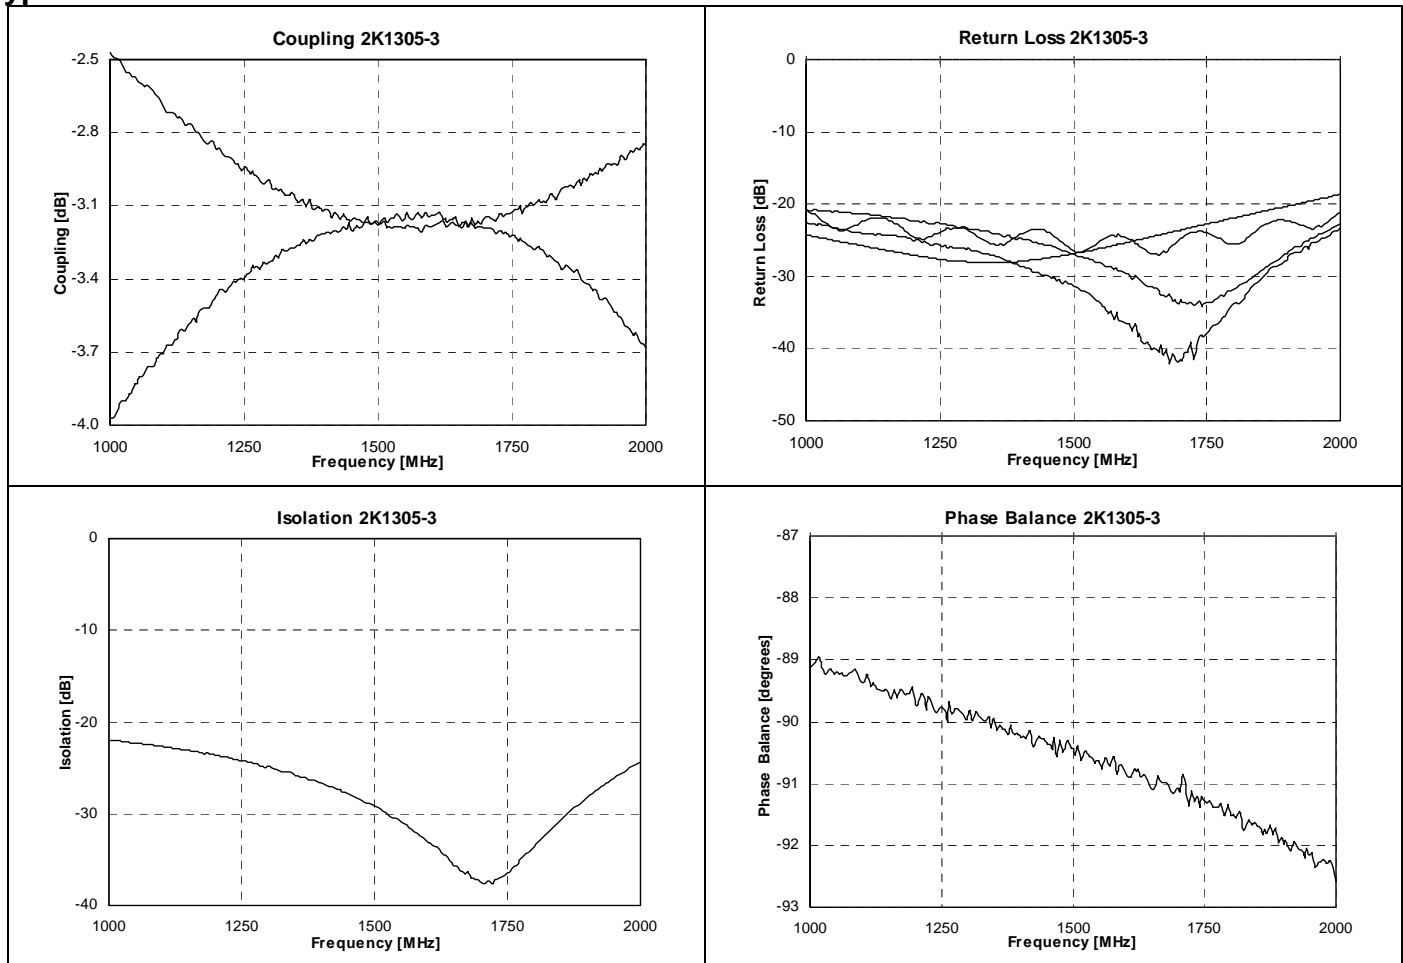 Coupling 2K1305-3
-2.5
-2.8
-3.1
-3.4
-3.7
-4.0
Coupling [dB]
1000 1250 1500 1750 2000
Frequency [MHz]
Return Loss 2K1305-3
0
-10
-20
-30
-40
-50
Return Loss [dB]
1000 1250 1500 1750 2000
Frequency [MHz]
Isolation 2K1305-3
0
-10
-20
-30
-40
Isolation [dB]
1000 1250 1500 1750 2000
Frequency [MHz]
Phase Balance 2K1305-3
-87
-88
-89
-90
-91
-92
-93
Phase Balance [degrees]
1000 1250 1500 1750 2000
Frequency [MHz]